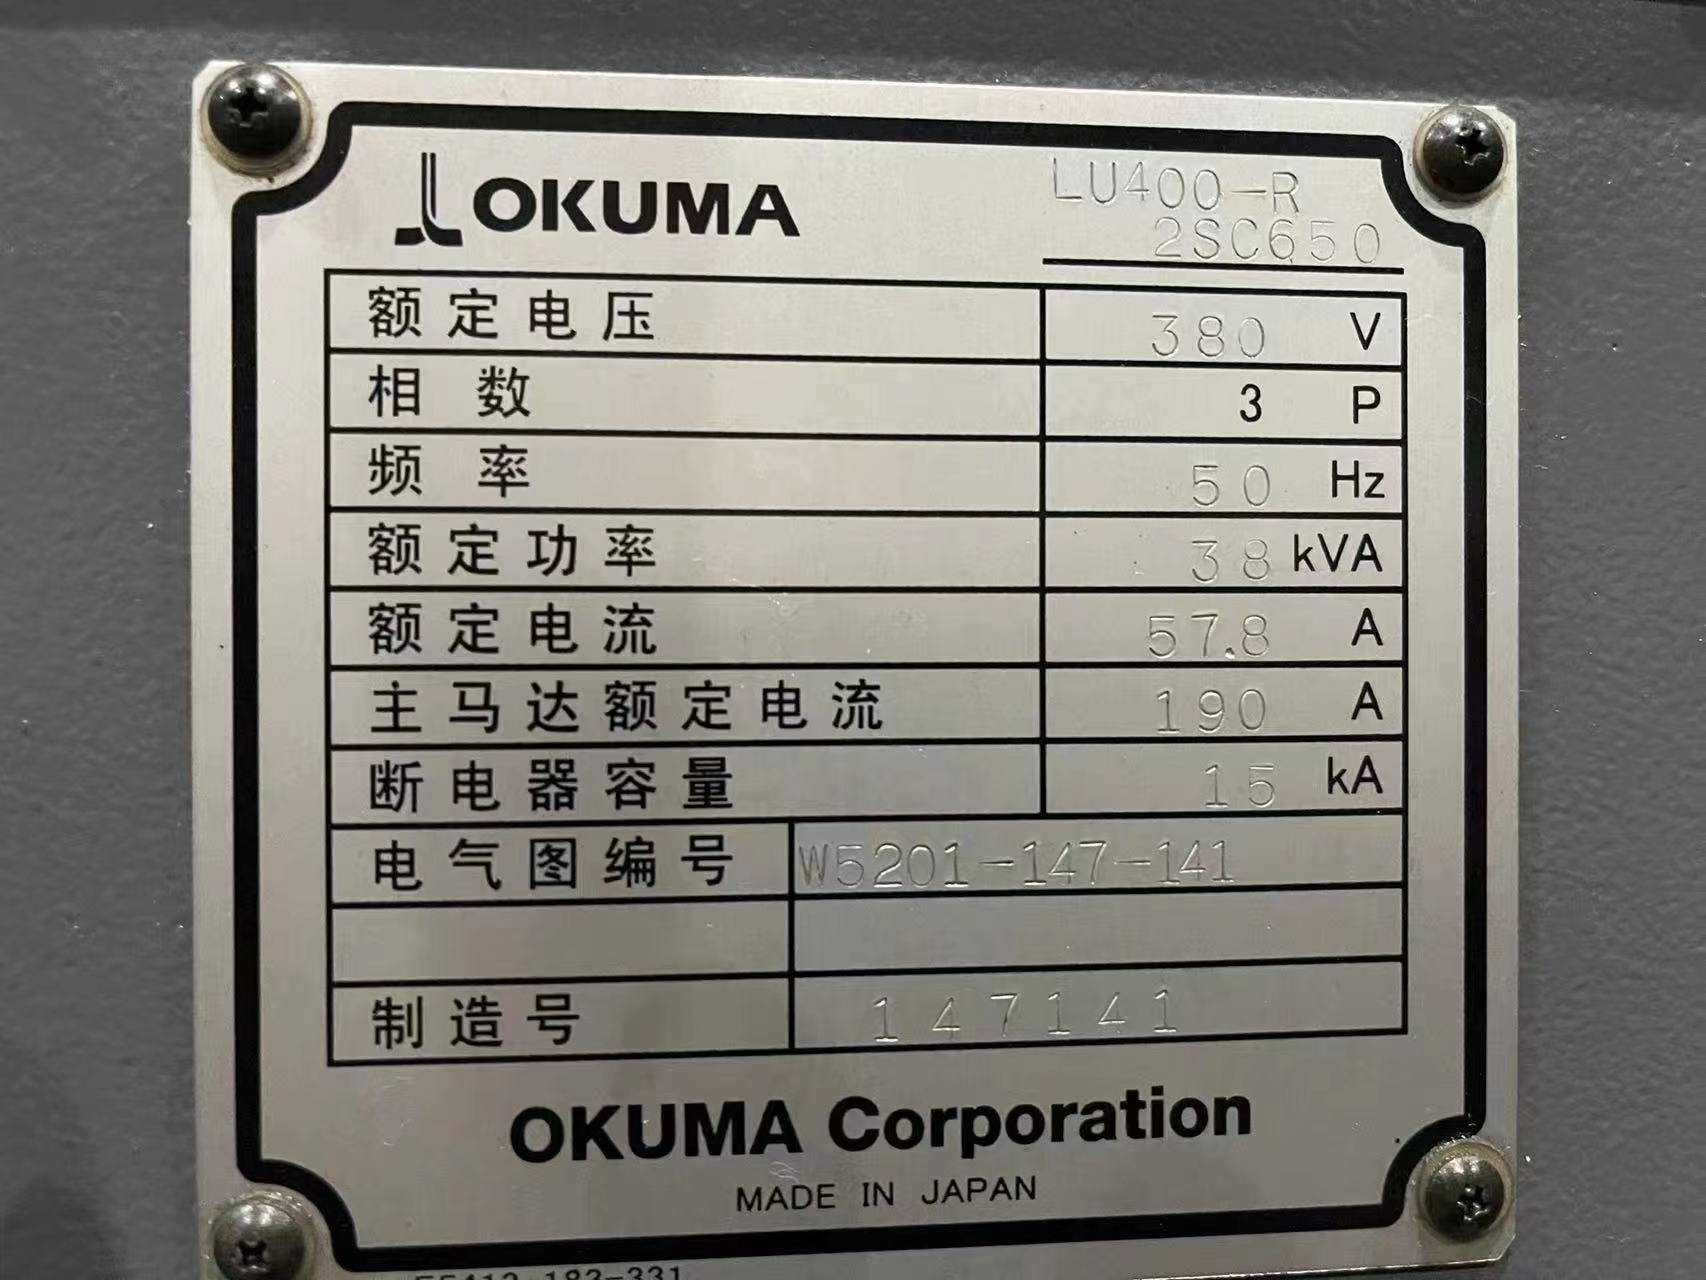 OKUMA
LU400-R
2SC650
额定电压 380 V
相数 3 P
频率 50 Hz
额定功率 38 kVA
额定电流 57.8 A
主马达额定电流 190 A
断电器容量 15 kA
电气图编号 W5201-147-141
制造号 147141
OKUMA Corporation
MADE IN JAPAN